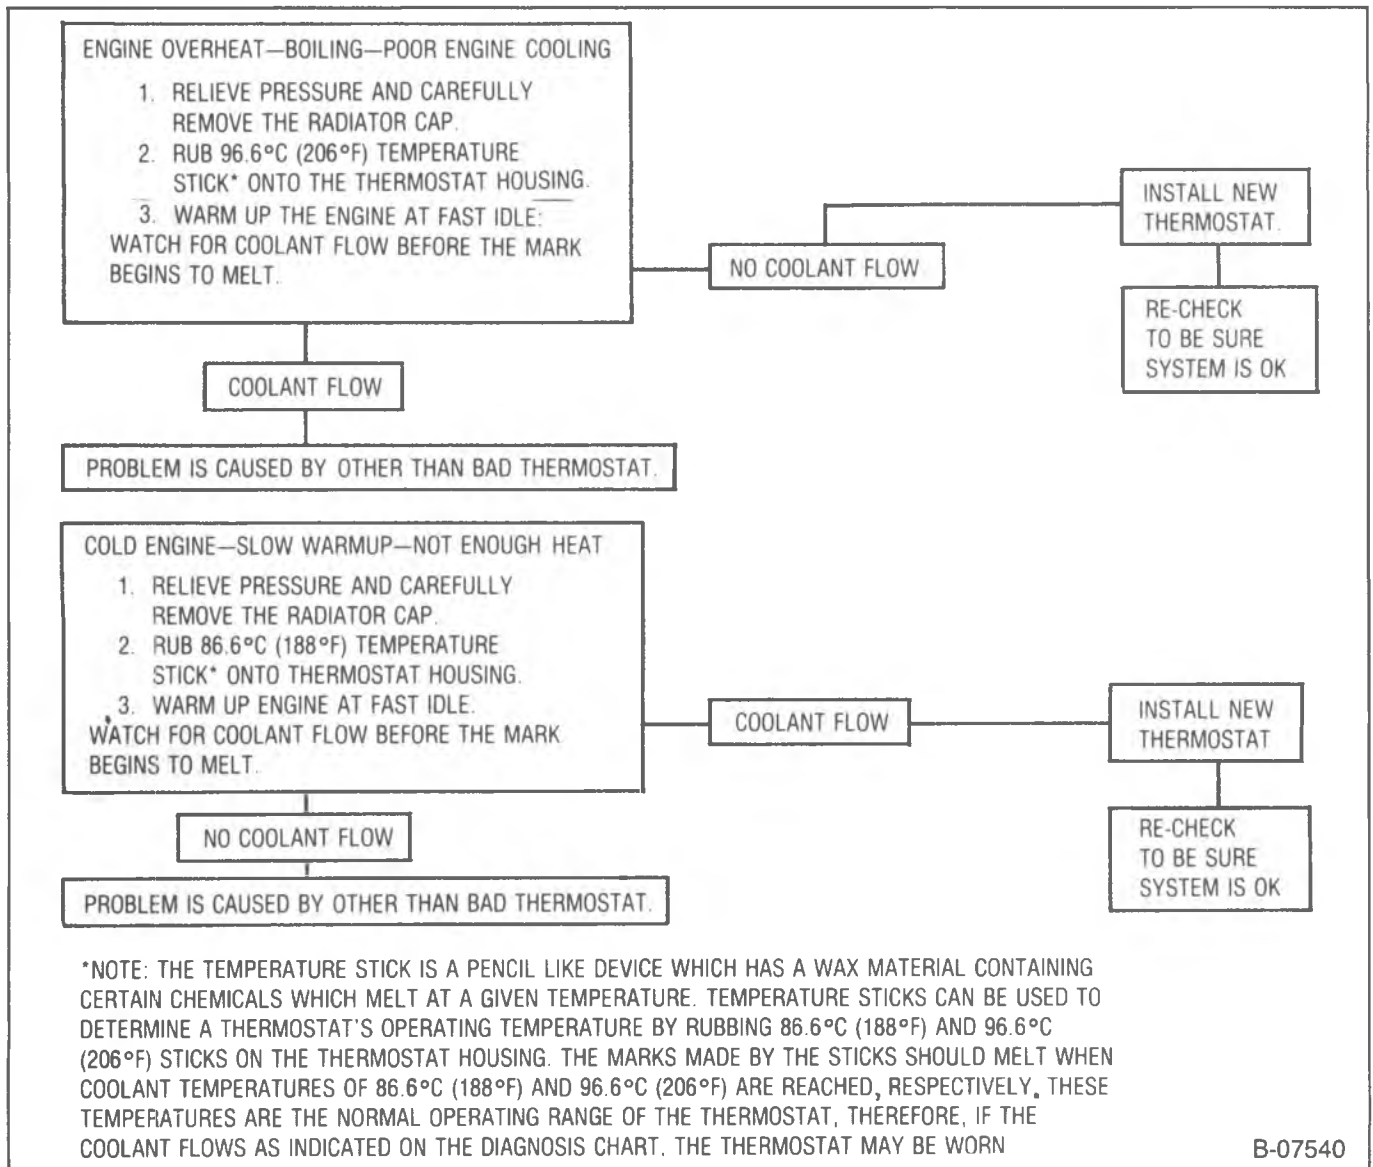 ENGINE OVERHEAT—BOILING—POOR ENGINE COOLING
1. RELIEVE PRESSURE AND CAREFULLY
REMOVE THE RADIATOR CAP.
2. RUB 96.6°C (206°F) TEMPERATURE
STICK* ONTO THE THERMOSTAT HOUSING.
3. WARM UP THE ENGINE AT FAST IDLE:
WATCH FOR COOLANT FLOW BEFORE THE MARK
BEGINS TO MELT.
NO COOLANT FLOW
INSTALL NEW
THERMOSTAT.
RE-CHECK
TO BE SURE
SYSTEM IS OK
COOLANT FLOW
PROBLEM IS CAUSED BY OTHER THAN BAD THERMOSTAT.
COLD ENGINE—SLOW WARMUP—NOT ENOUGH HEAT
1. RELIEVE PRESSURE AND CAREFULLY
REMOVE THE RADIATOR CAP.
2. RUB 86.6°C (188°F) TEMPERATURE
STICK* ONTO THERMOSTAT HOUSING.
3. WARM UP ENGINE AT FAST IDLE.
WATCH FOR COOLANT FLOW BEFORE THE MARK
BEGINS TO MELT.
COOLANT FLOW
INSTALL NEW
THERMOSTAT
RE-CHECK
TO BE SURE
SYSTEM IS OK
NO COOLANT FLOW
PROBLEM IS CAUSED BY OTHER THAN BAD THERMOSTAT.
*NOTE: THE TEMPERATURE STICK IS A PENCIL LIKE DEVICE WHICH HAS A WAX MATERIAL CONTAINING
CERTAIN CHEMICALS WHICH MELT AT A GIVEN TEMPERATURE. TEMPERATURE STICKS CAN BE USED TO
DETERMINE A THERMOSTAT'S OPERATING TEMPERATURE BY RUBBING 86.6°C (188°F) AND 96.6°C
(206°F) STICKS ON THE THERMOSTAT HOUSING. THE MARKS MADE BY THE STICKS SHOULD MELT WHEN
COOLANT TEMPERATURES OF 86.6°C (188°F) AND 96.6°C (206°F) ARE REACHED, RESPECTIVELY. THESE
TEMPERATURES ARE THE NORMAL OPERATING RANGE OF THE THERMOSTAT, THEREFORE, IF THE
COOLANT FLOWS AS INDICATED ON THE DIAGNOSIS CHART. THE THERMOSTAT MAY BE WORN
B-07540